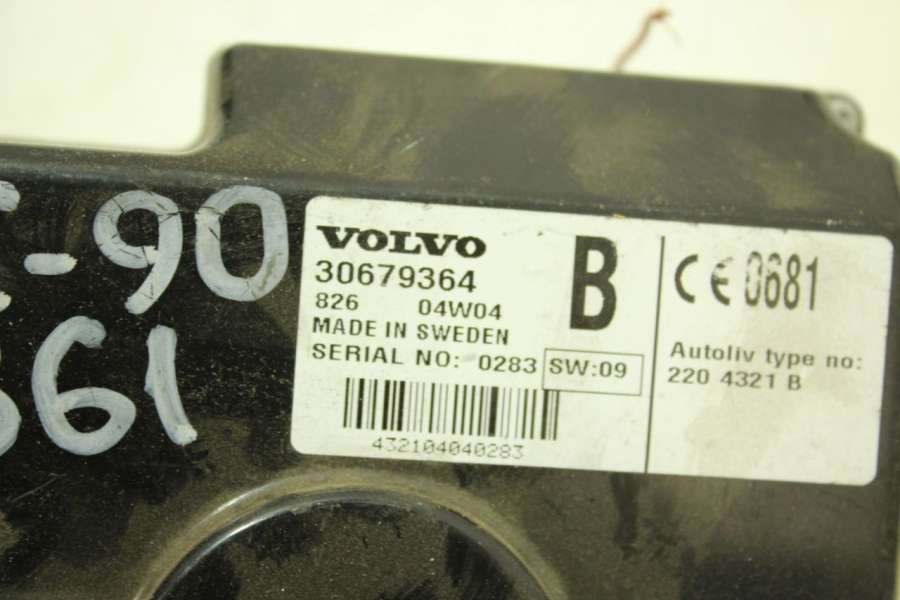 -90
61
VOLVO
30679364
826 04W04
MADE IN SWEDEN
SERIAL NO: 0283 SW:09
432104040283
B
CE 0681
Autoliv type no:
220 4321 B